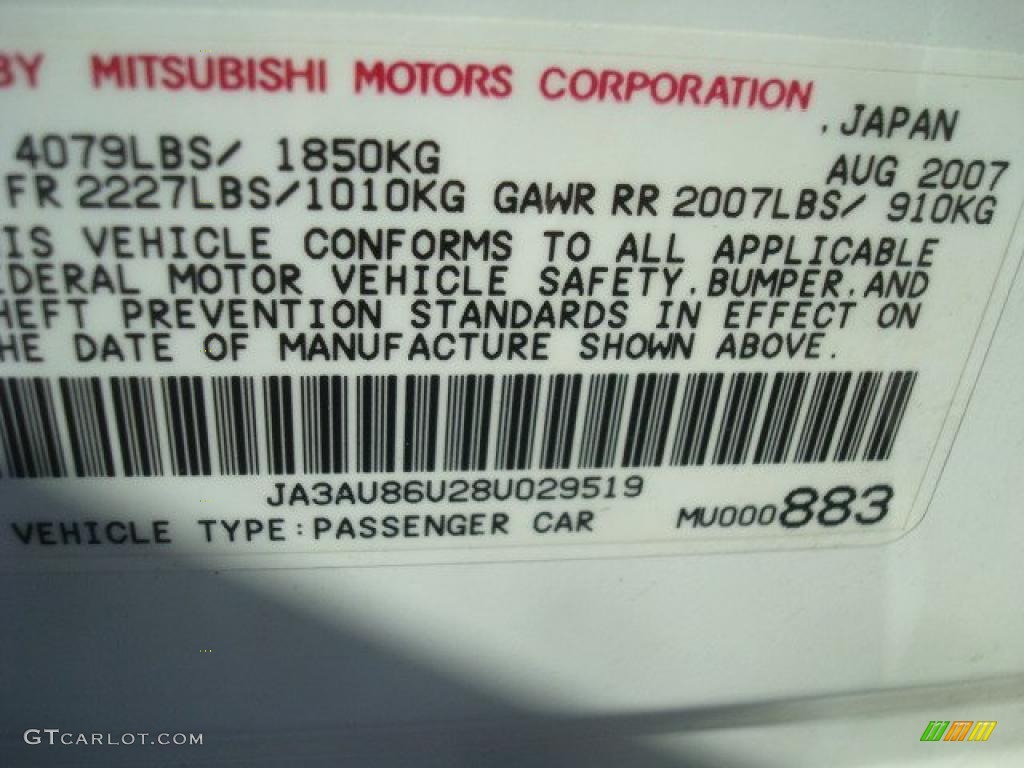 BY MITSUBISHI MOTORS CORPORATION
, JAPAN
4079LBS/ 1850KG AUG 2007
FR 2227LBS/1010KG GAWR RR 2007LBS/ 910KG
IS VEHICLE CONFORMS TO ALL APPLICABLE
EDERAL MOTOR VEHICLE SAFETY, BUMPER, AND
HEFT PREVENTION STANDARDS IN EFFECT ON
HE DATE OF MANUFACTURE SHOWN ABOVE.
JA3AU86U28U029519
VEHICLE TYPE:PASSENGER CAR MU000883
GTCARLOT.COM